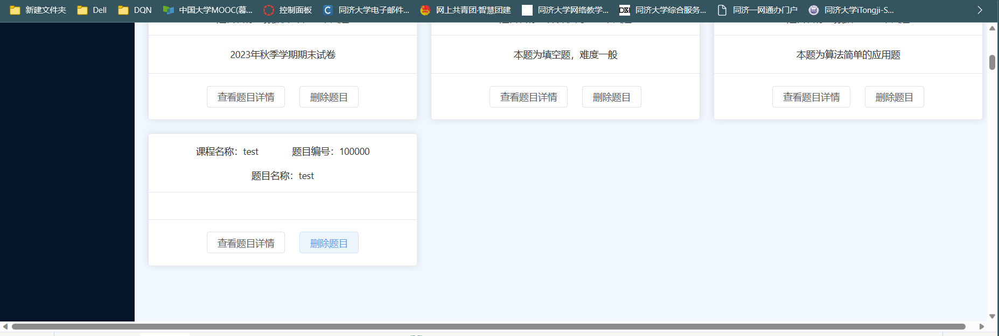 新建文件夹 Dell DQN 中国大学MOOC(慕... 控制面板 同济大学电子邮件... 网上共青团·智慧团建 同济大学网络教学... 同济大学综合服务... 同济一网通办门户 同济大学iTongji-S...
2023年秋季学期期末试卷 本题为填空题，难度一般 本题为算法简单的应用题
查看题目详情 删除题目 查看题目详情 删除题目 查看题目详情 删除题目
课程名称：test 题目编号：100000
题目名称：test
查看题目详情 删除题目